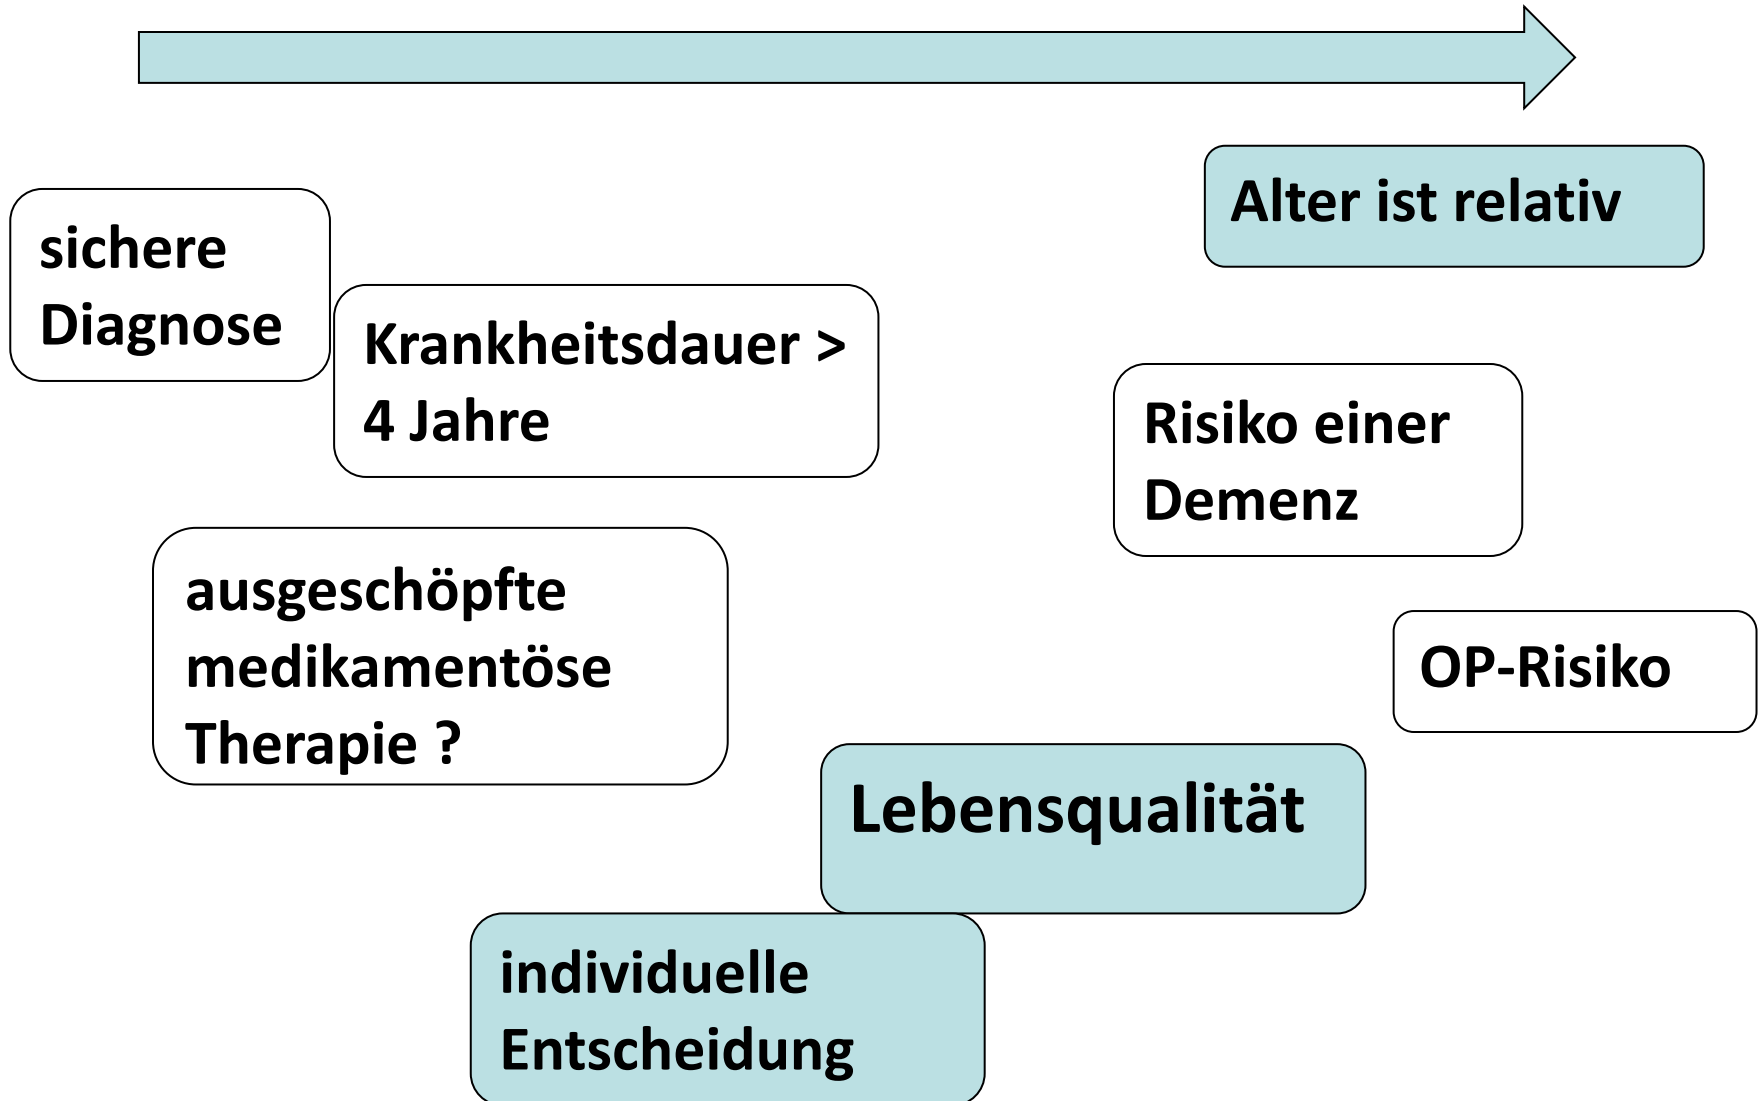 sichere
Diagnose
Krankheitsdauer >
4 Jahre
ausgeschöpfte
medikamentöse
Therapie ?
Alter ist relativ
Risiko einer
Demenz
OP-Risiko
Lebensqualität
individuelle
Entscheidung